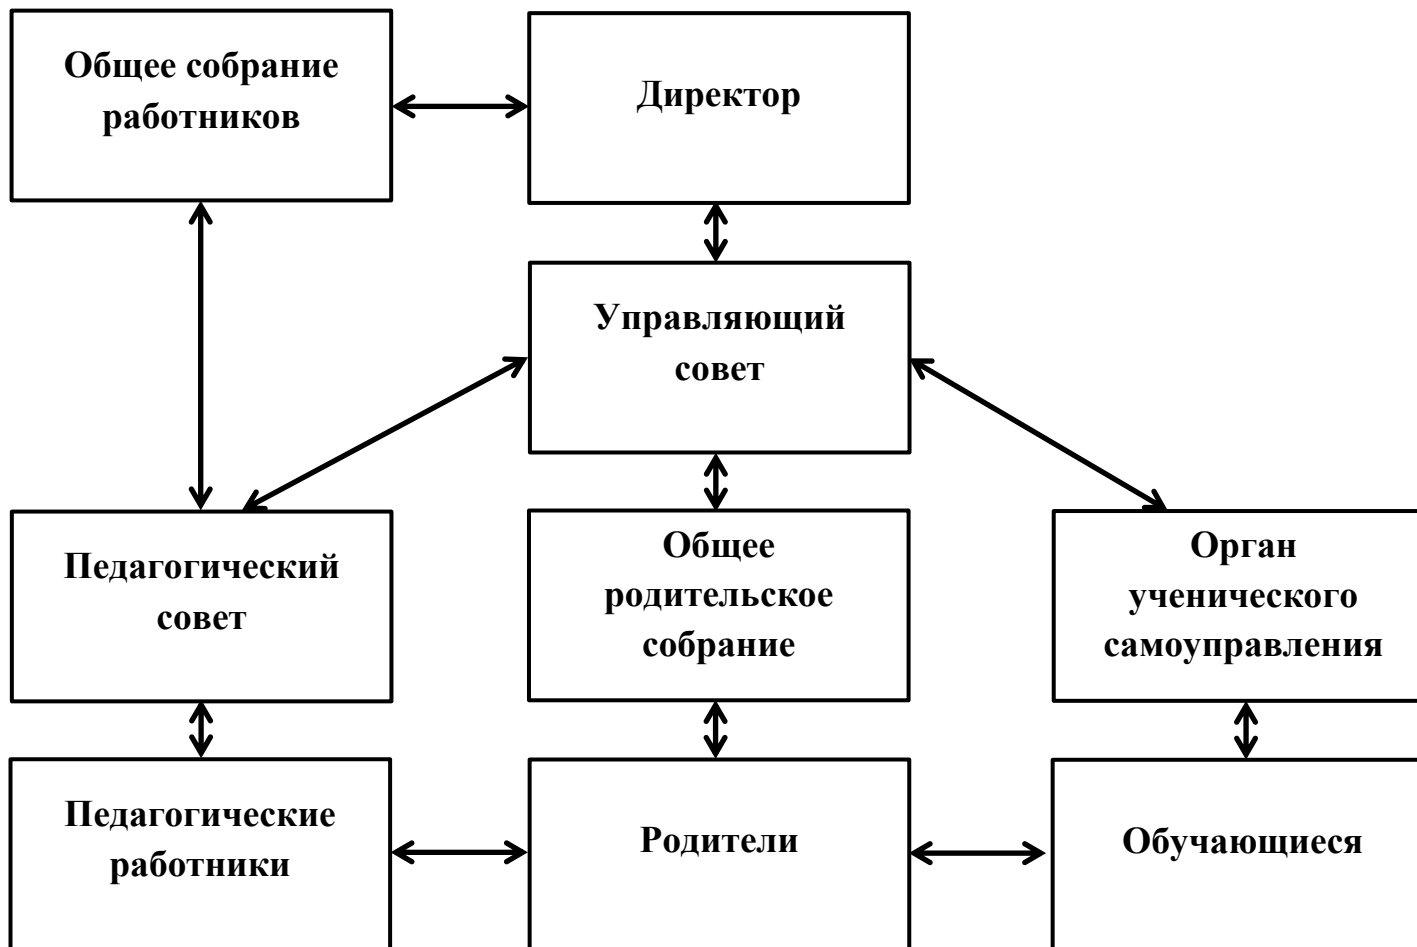 Общее собрание
работников
Директор
Управляющий
совет
Педагогический
совет
Общее
родительское
собрание
Орган
ученического
самоуправления
Педагогические
работники
Родители
Обучающиеся